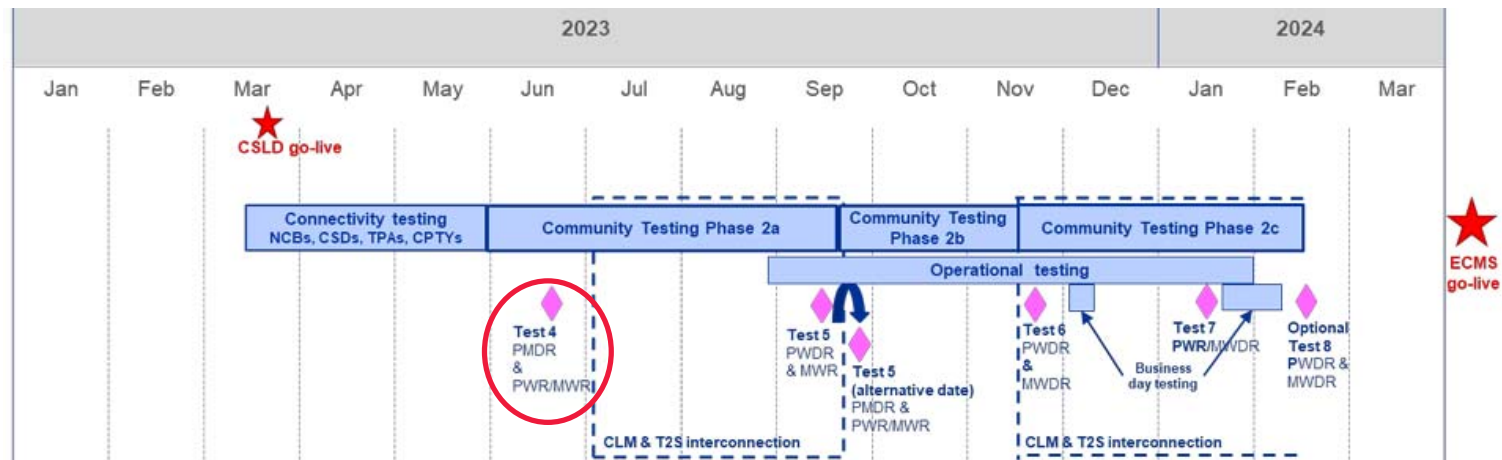 2023
2024
Jan
Feb
Mar
Apr
May
Jun
Jul
Aug
Sep
Oct
Nov
Dec
Jan
Feb
Mar
CSLD go-live
Connectivity testing
NCBs, CSDs, TPAs, CPTYs
Community Testing Phase 2a
Community Testing
Phase 2b
Community Testing Phase 2c
Operational testing
ECMS
go-live
Test 4
PMDR
&
PWR/MWR
Test 5
PWDR
& MWR
Test 5
(alternative date)
PMDR &
PWR/MWR
Test 6
PWDR
&
MWDR
Business
day testing
Test 7
PWR/MWDR
Optional
Test 8
PWDR &
MWDR
CLM & T2S interconnection
CLM & T2S interconnection